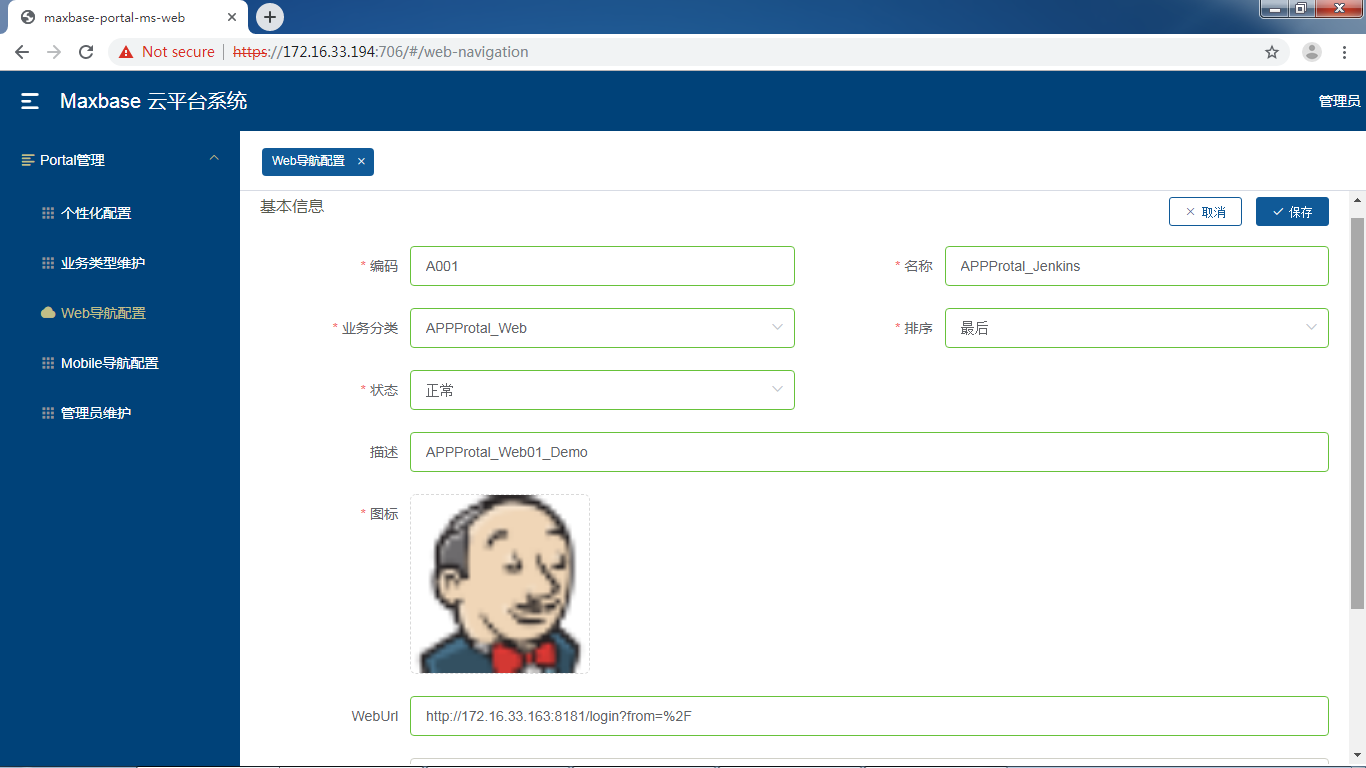 maxbase-portal-ms-web
Not secure https://172.16.33.194:706/#/web-navigation
Maxbase 云平台系统
管理员
Portal管理
个性化配置
业务类型维护
Web导航配置
Mobile导航配置
管理员维护
Web导航配置
基本信息
取消
保存
* 编码 A001
* 名称 APPProtal_Jenkins
* 业务分类 APPProtal_Web
* 排序 最后
* 状态 正常
描述 APPProtal_Web01_Demo
* 图标
WebUrl http://172.16.33.163:8181/login?from=%2F